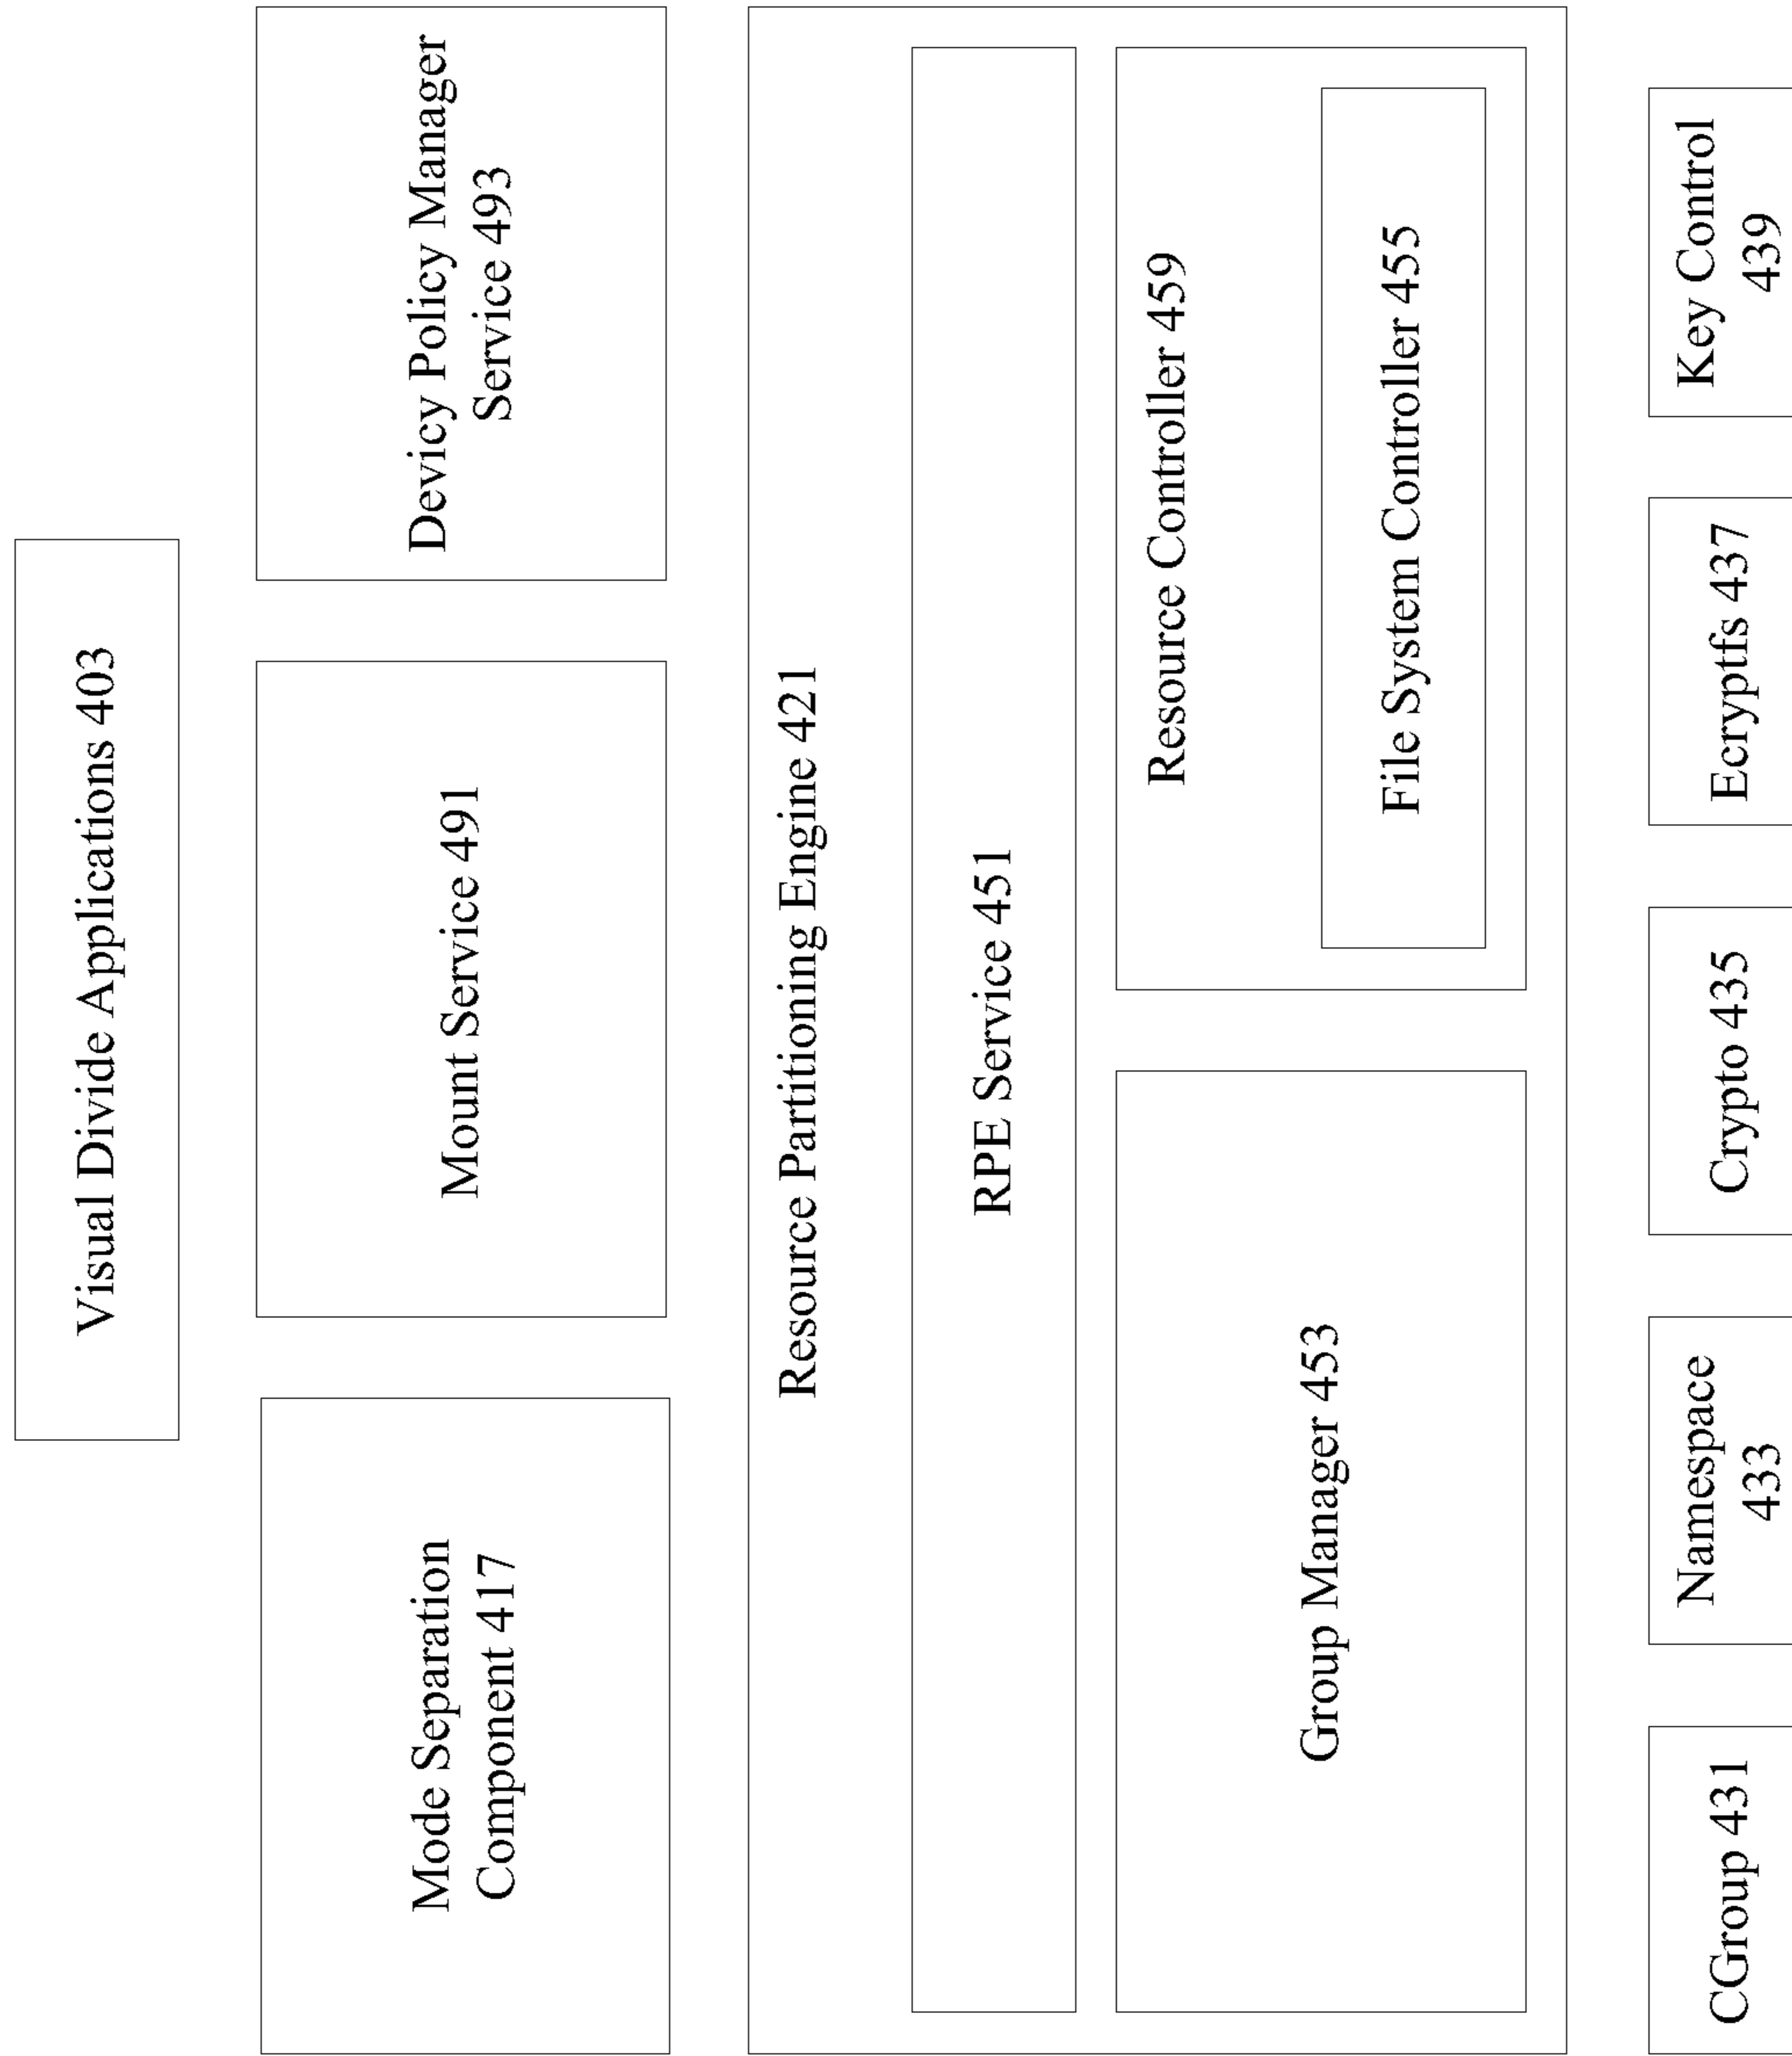 Visual Divide Applications 403
Mode Separation
Component 417
Mount Service 491
Devicy Policy Manager
Service 493
Resource Partitioning Engine 421
RPE Service 451
Group Manager 453
Resource Controller 459
File System Controller 455
CGroup 431
Namespace
433
Crypto 435
Ecryptfs 437
Key Control
439